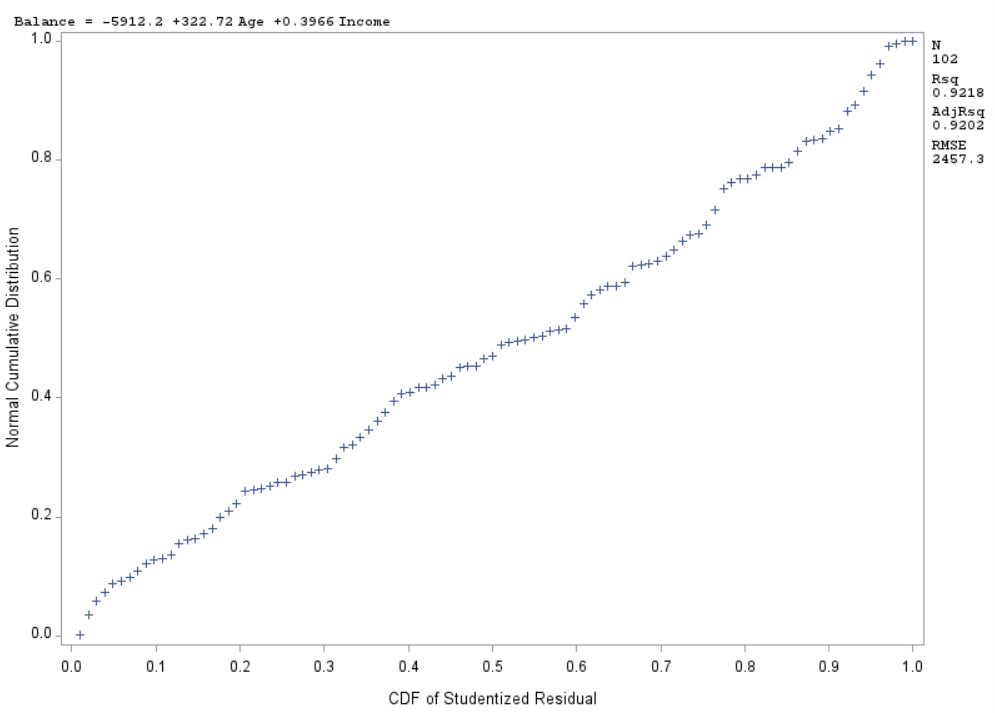 Balance = -5912.2 +322.72 Age +0.3966 Income
1.0
0.8
0.6
0.4
0.2
0.0
Normal Cumulative Distribution
0.0 0.1 0.2 0.3 0.4 0.5 0.6 0.7 0.8 0.9 1.0
CDF of Studentized Residual
N
102
Rsq
0.9218
AdjRsq
0.9202
RMSE
2457.3